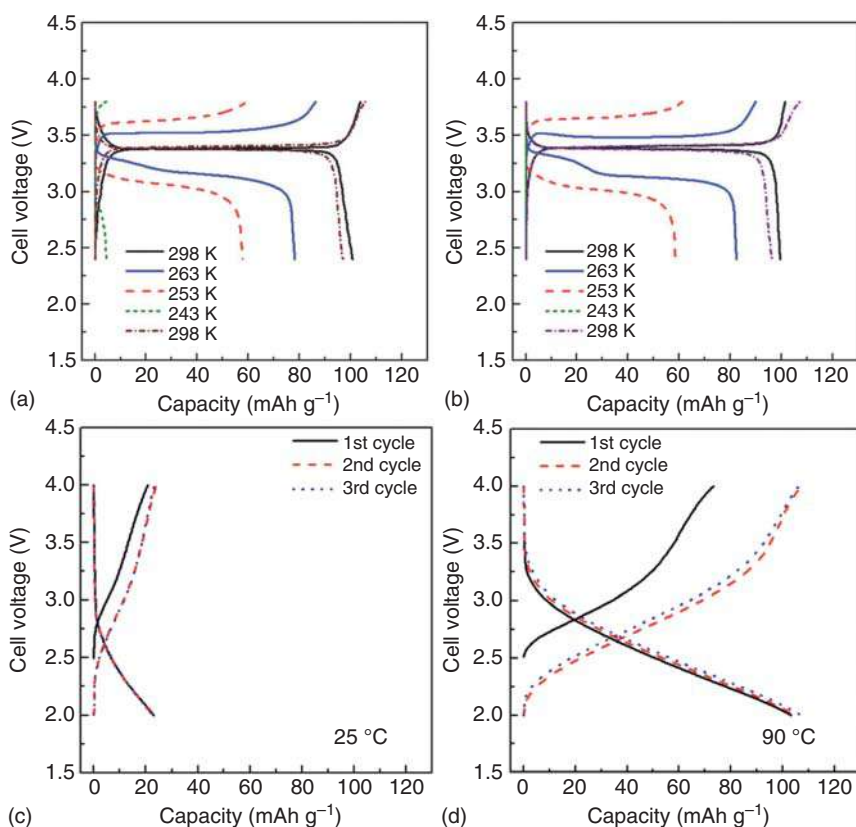 4.5
4.0
3.5
3.0
2.5
2.0
1.5
Cell voltage (V)
298 K
263 K
253 K
243 K
298 K
0 20 40 60 80 100 120
(a) Capacity (mAh g⁻¹)
4.5
4.0
3.5
3.0
2.5
2.0
1.5
Cell voltage (V)
298 K
263 K
253 K
243 K
298 K
0 20 40 60 80 100 120
(b) Capacity (mAh g⁻¹)
4.5
4.0
3.5
3.0
2.5
2.0
1.5
Cell voltage (V)
1st cycle
2nd cycle
3rd cycle
25 °C
0 20 40 60 80 100 120
(c) Capacity (mAh g⁻¹)
4.5
4.0
3.5
3.0
2.5
2.0
1.5
Cell voltage (V)
1st cycle
2nd cycle
3rd cycle
90 °C
0 20 40 60 80 100 120
(d) Capacity (mAh g⁻¹)